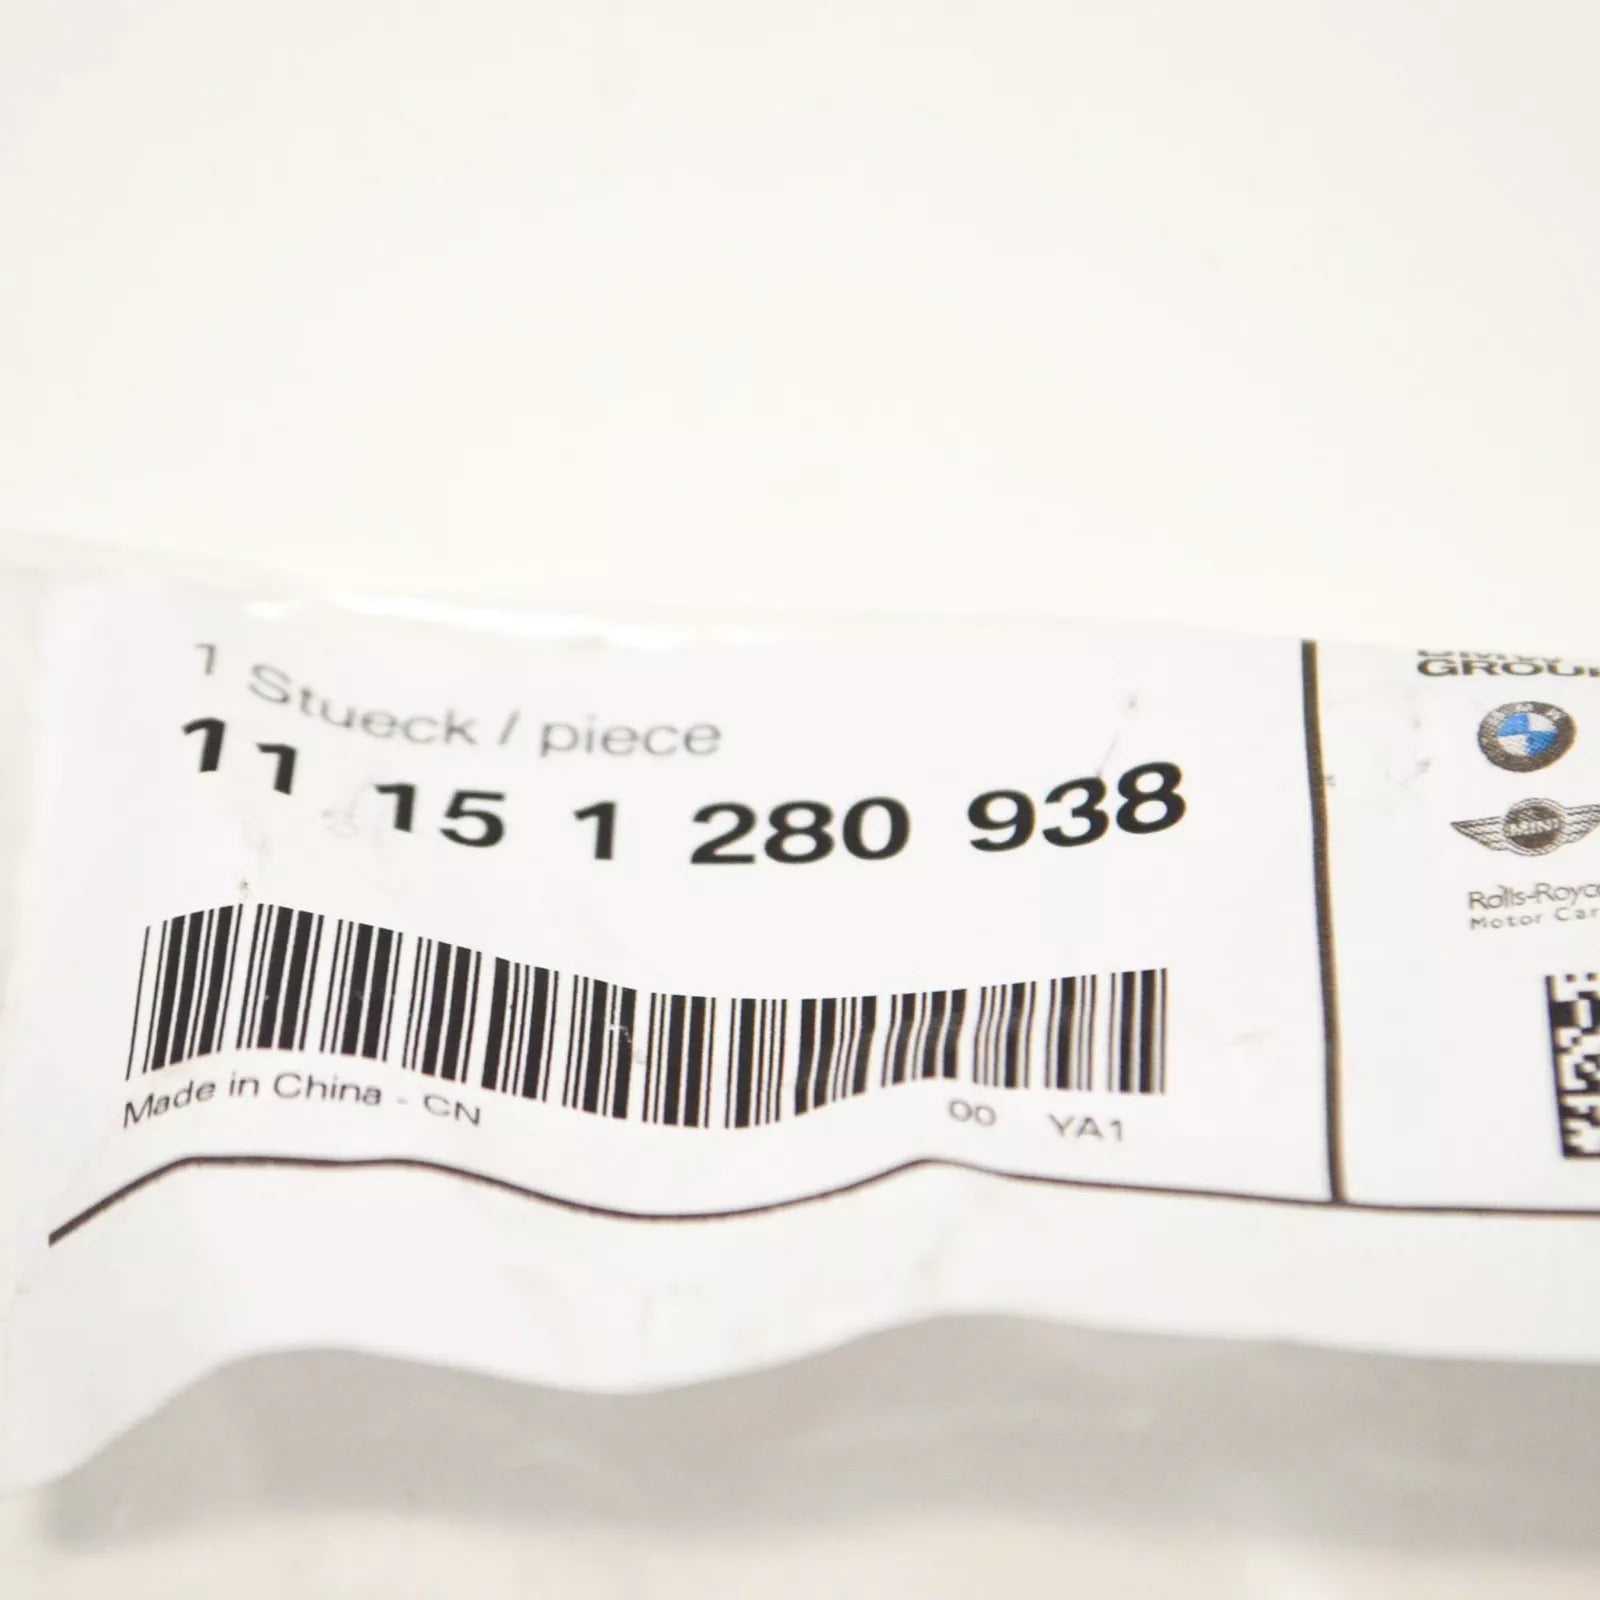 1 Stueck / piece
11 15 1 280 938
Made in China - CN
00 YA1
GROUP
MINI
Rolls-Royce
Motor Car